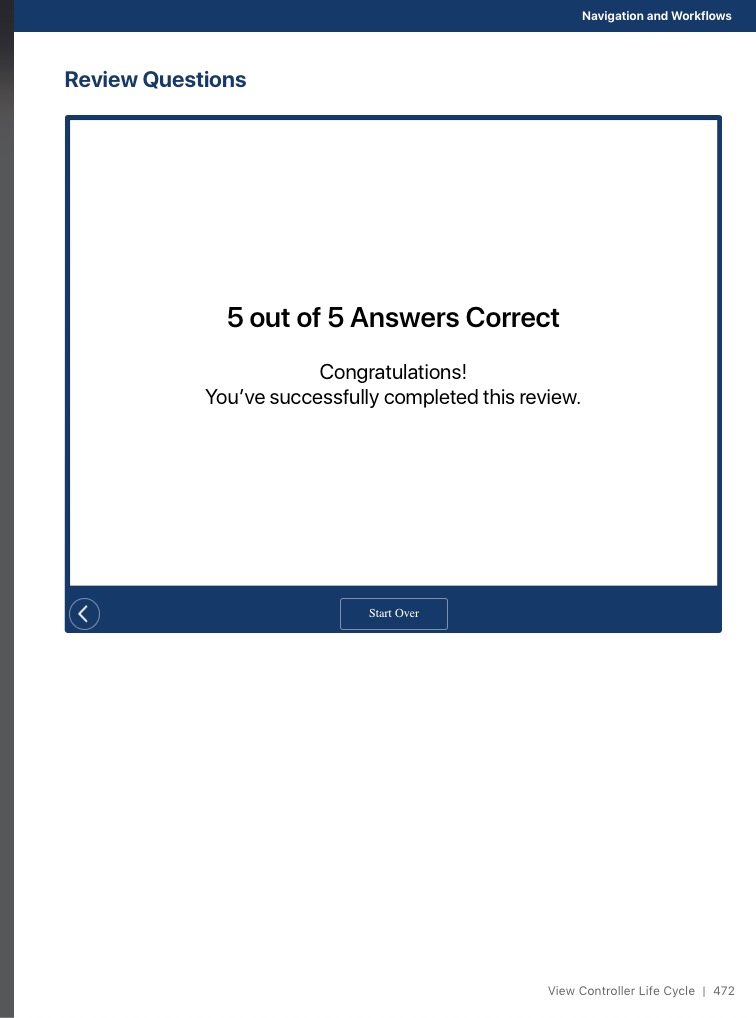 Navigation and Workflows
Review Questions
5 out of 5 Answers Correct
Congratulations!
You’ve successfully completed this review.
Start Over
View Controller Life Cycle | 472